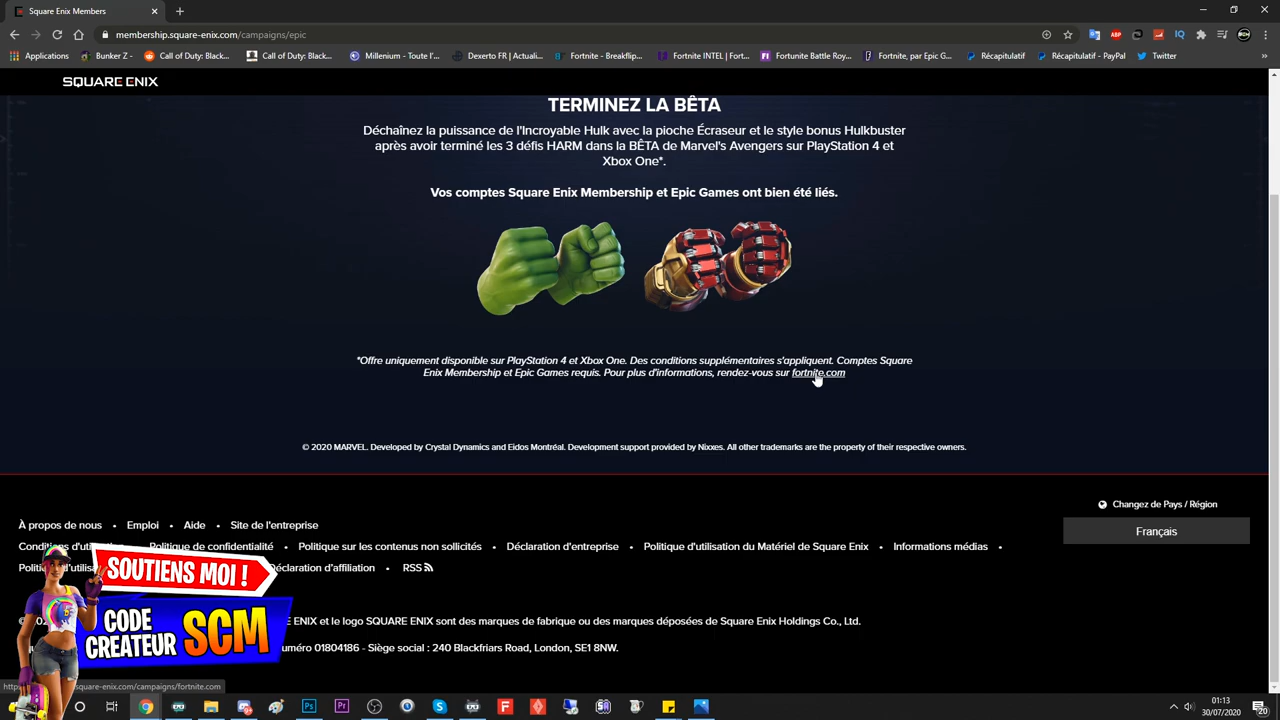 Square Enix Members
membership.square-enix.com/campaigns/epic
Applications
Bunker Z -
Call of Duty: Black...
Call of Duty: Black...
Millenium - Toute l'...
Dexerto FR | Actuali...
Fortnite - Breakflip...
Fortnite INTEL | Fort...
Fortunite Battle Roy...
Fortnite, par Epic G...
Récapitulatif
Récapitulatif - PayPal
Twitter
SQUARE ENIX
TERMINEZ LA BÊTA
Déchaînez la puissance de l'Incroyable Hulk avec la pioche Écraseur et le style bonus Hulkbuster
après avoir terminé les 3 défis HARM dans la BÊTA de Marvel's Avengers sur PlayStation 4 et
Xbox One*.
Vos comptes Square Enix Membership et Epic Games ont bien été liés.
*Offre uniquement disponible sur PlayStation 4 et Xbox One. Des conditions supplémentaires s'appliquent. Comptes Square
Enix Membership et Epic Games requis. Pour plus d'informations, rendez-vous sur fortnite.com
© 2020 MARVEL. Developed by Crystal Dynamics and Eidos Montréal. Development support provided by Nixxes. All other trademarks are the property of their respective owners.
Changez de Pays / Région
Français
À propos de nous • Emploi • Aide • Site de l'entreprise
Conditions d'uti Politique de confidentialité • Politique sur les contenus non sollicités • Déclaration d'entreprise • Politique d'utilisation du Matériel de Square Enix • Informations médias •
Déclaration d'affiliation • RSS
SOUTIENS MOI !
CODE
CREATEUR SCM
ENIX et le logo SQUARE ENIX sont des marques de fabrique ou des marques déposées de Square Enix Holdings Co., Ltd.
numéro 01804186 - Siège social : 240 Blackfriars Road, London, SE1 8NW.
square-enix.com/campaigns/fortnite.com
01:13
30/07/2020
20